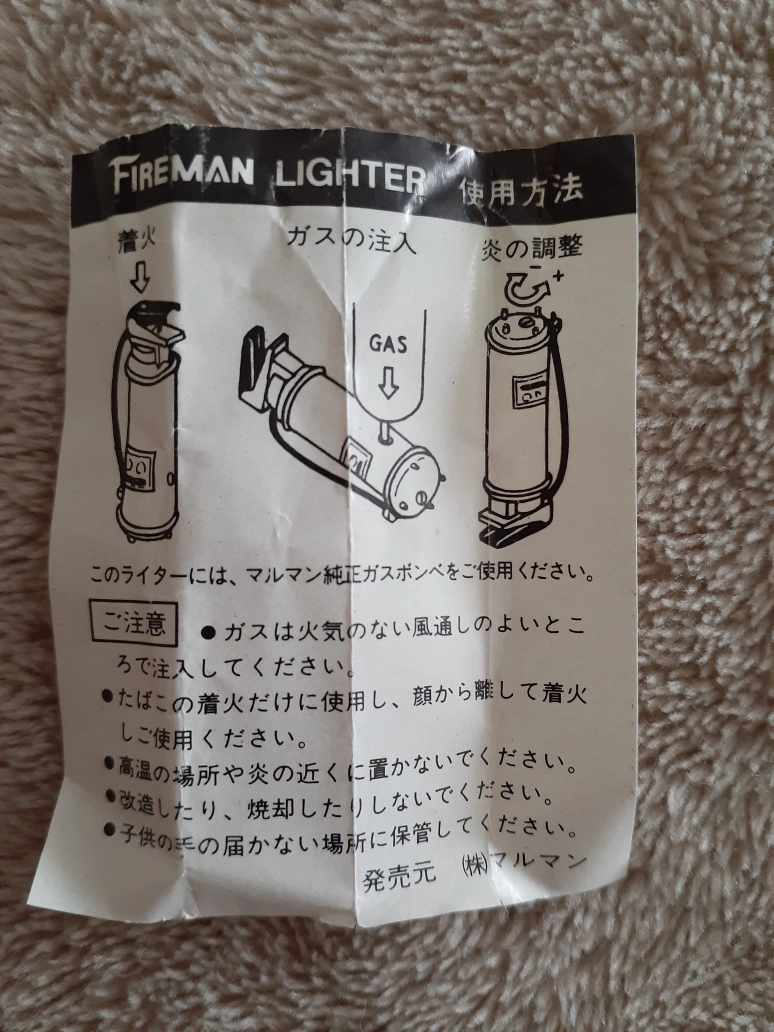 FIREMAN LIGHTER 使用方法
着火 ガスの注入 炎の調整
- +
GAS
このライターには、マルマン純正ガスボンベをご使用ください。
ご注意 ●ガスは火気のない風通しのよいとこ
ろで注入してください。
●たばこの着火だけに使用し、顔から離して着火
しご使用ください。
●高温の場所や炎の近くに置かないでください。
●改造したり、焼却したりしないでください。
●子供の手の届かない場所に保管してください。
発売元 ㈱マルマン